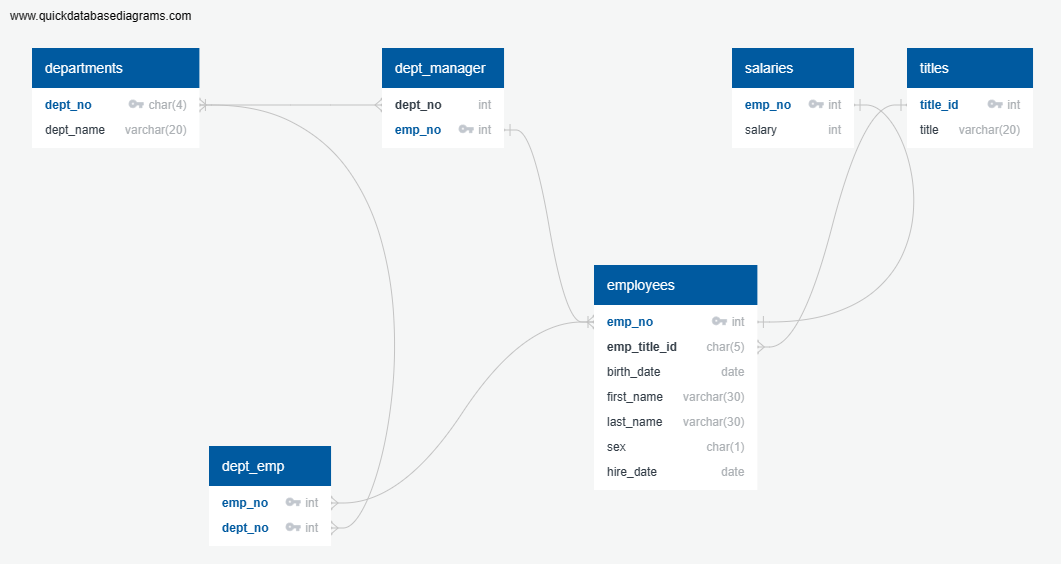 www.quickdatabasediagrams.com
departments
dept_no char(4)
dept_name varchar(20)
dept_manager
dept_no int
emp_no int
salaries
emp_no int
salary int
titles
title_id int
title varchar(20)
employees
emp_no int
emp_title_id char(5)
birth_date date
first_name varchar(30)
last_name varchar(30)
sex char(1)
hire_date date
dept_emp
emp_no int
dept_no int